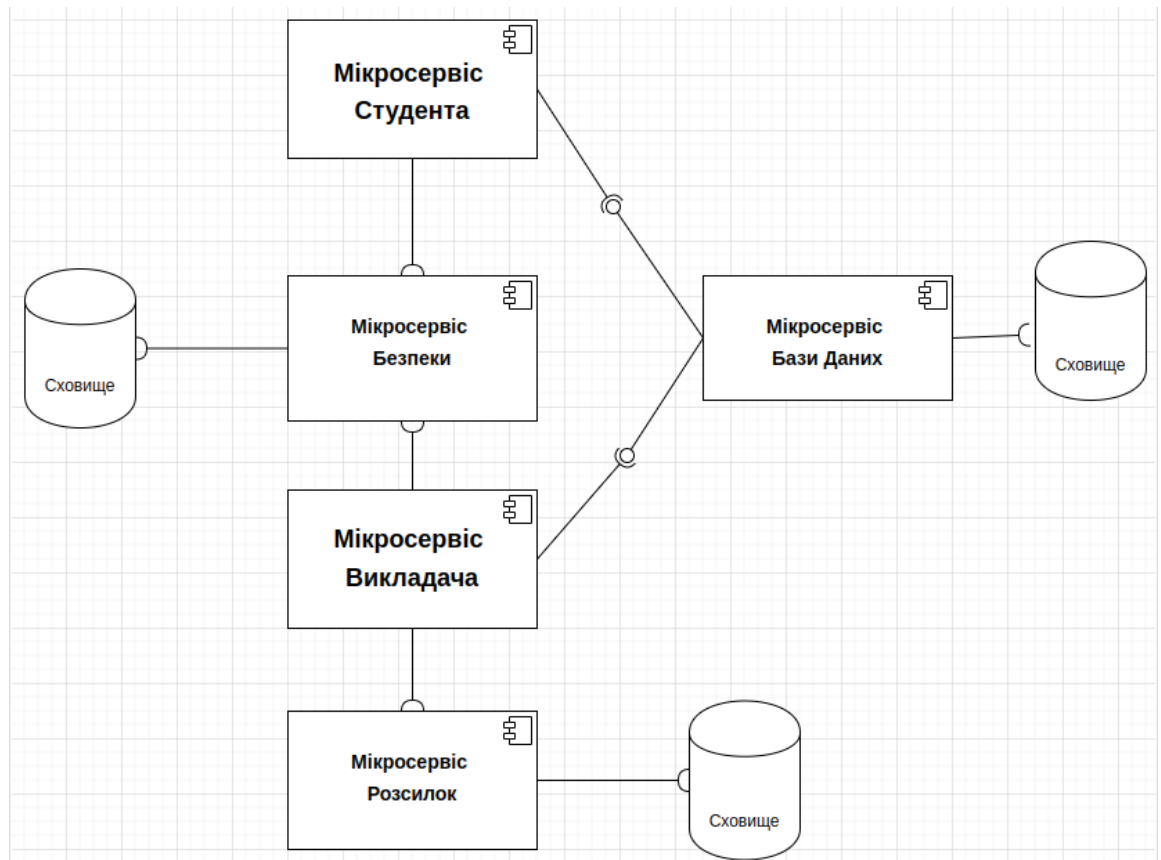 Мікросервіс
Студента
Сховище
Мікросервіс
Безпеки
Мікросервіс
Бази Даних
Сховище
Мікросервіс
Викладача
Мікросервіс
Розсилок
Сховище